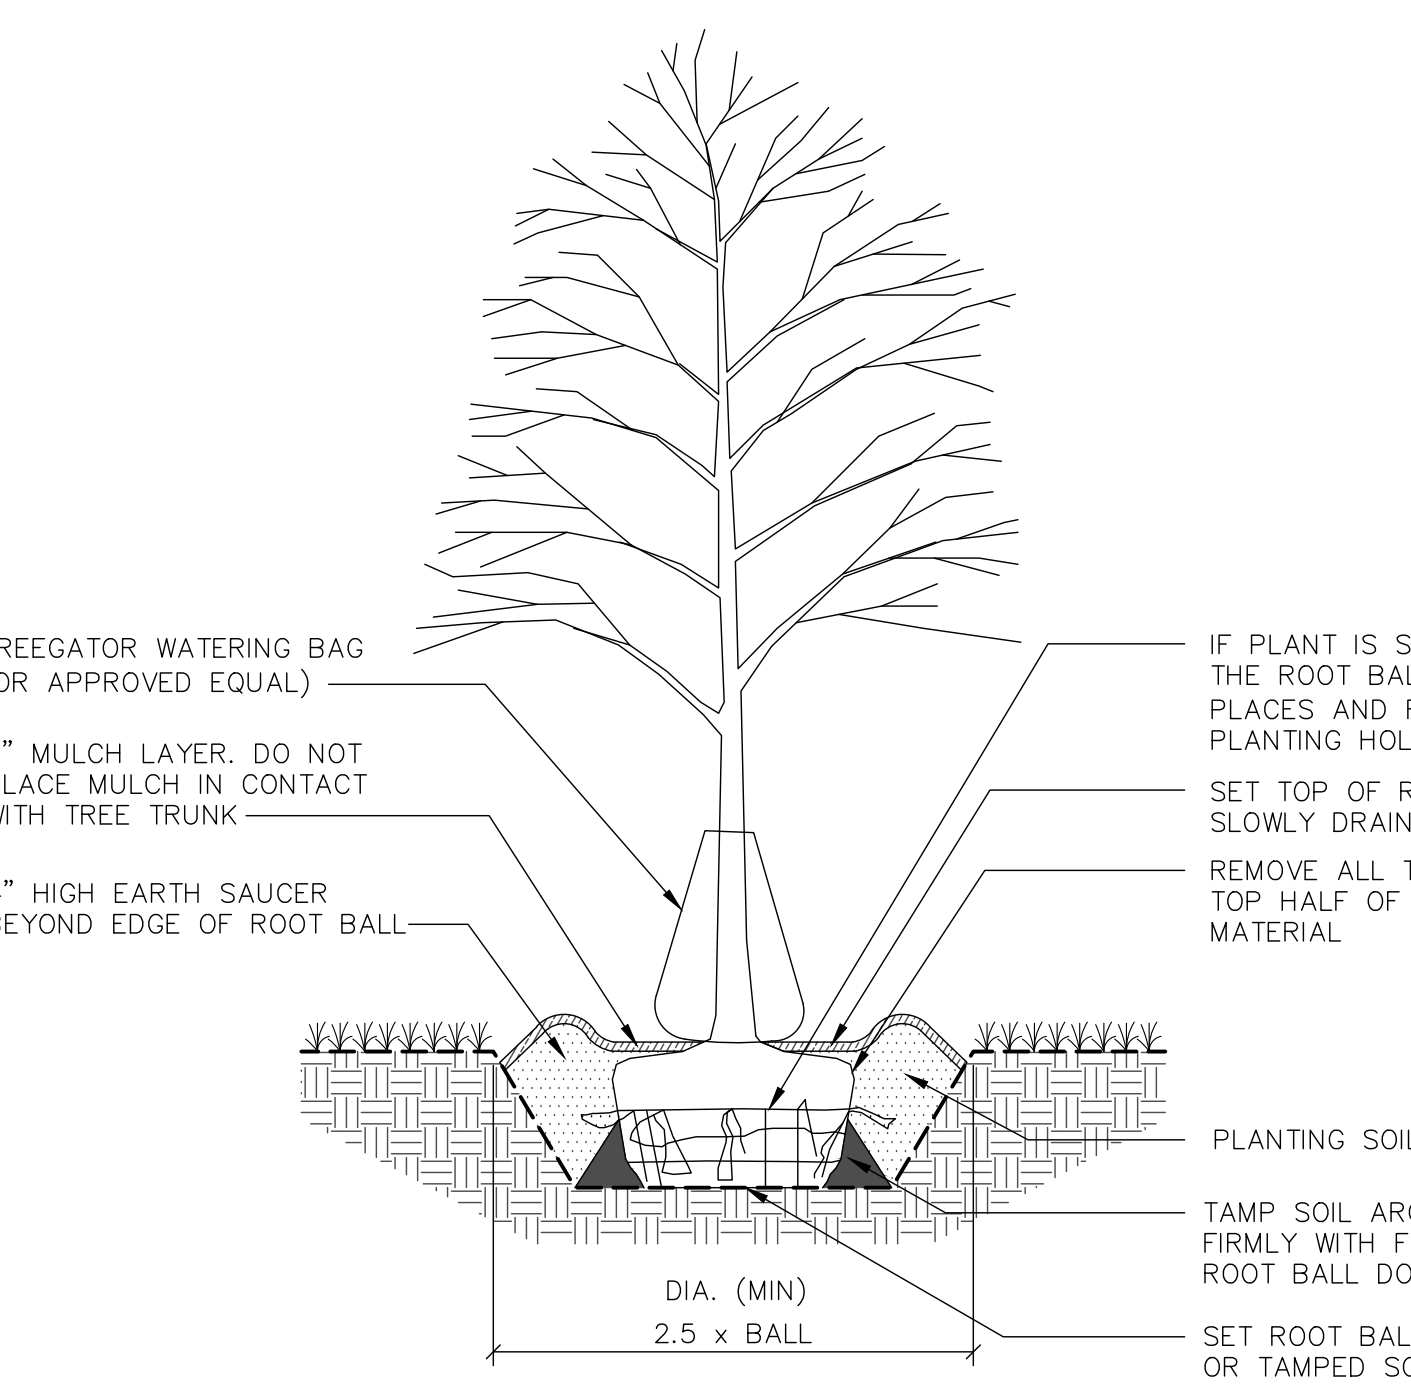 REEGATOR WATERING BAG
OR APPROVED EQUAL)
" MULCH LAYER. DO NOT
LACE MULCH IN CONTACT
WITH TREE TRUNK
" HIGH EARTH SAUCER
BEYOND EDGE OF ROOT BALL
IF PLANT IS S
THE ROOT BAL
PLACES AND
PLANTING HOL
SET TOP OF R
SLOWLY DRAIN
REMOVE ALL T
TOP HALF OF
MATERIAL
PLANTING SOIL
TAMP SOIL ARO
FIRMLY WITH F
ROOT BALL DO
SET ROOT BAL
OR TAMPED SO
DIA. (MIN)
2.5 x BALL